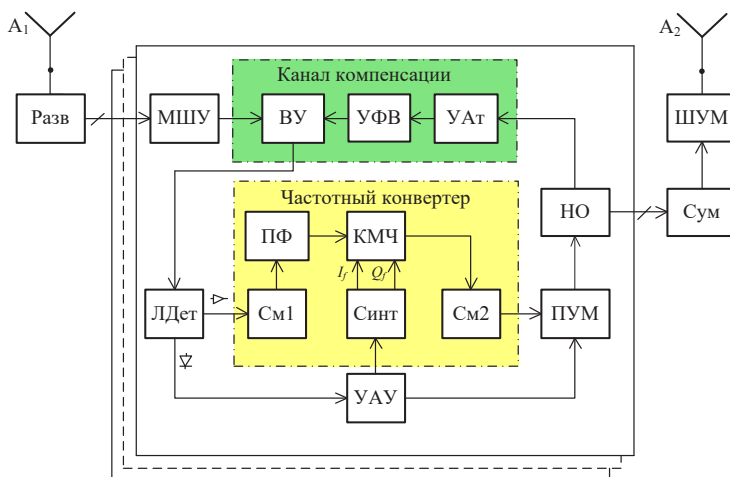 A1
A2
Канал компенсации
Разв
МШУ
ВУ
УФВ
УАт
ШУМ
Частотный конвертер
НО
Сум
ПФ
КМЧ
If
Qf
ЛДет
См1
Синт
См2
ПУМ
УАУ